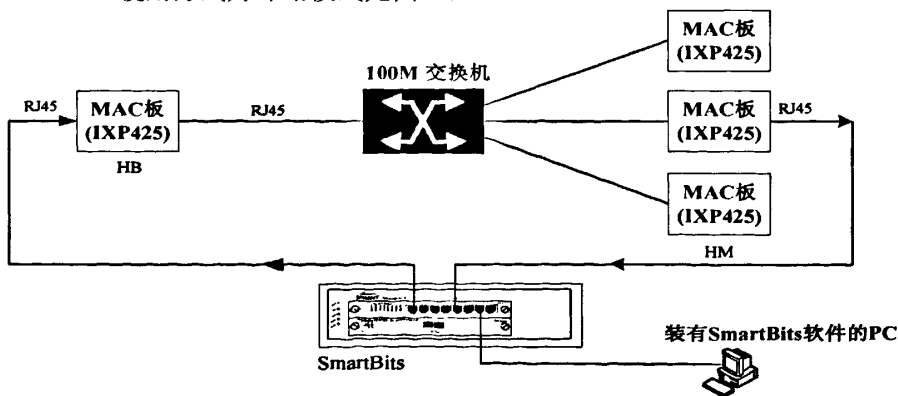 MAC板
(IXP425)
100M 交换机
RJ45
MAC板
(IXP425)
HB
RJ45
MAC板
(IXP425)
RJ45
MAC板
(IXP425)
HM
SmartBits
装有SmartBits软件的PC